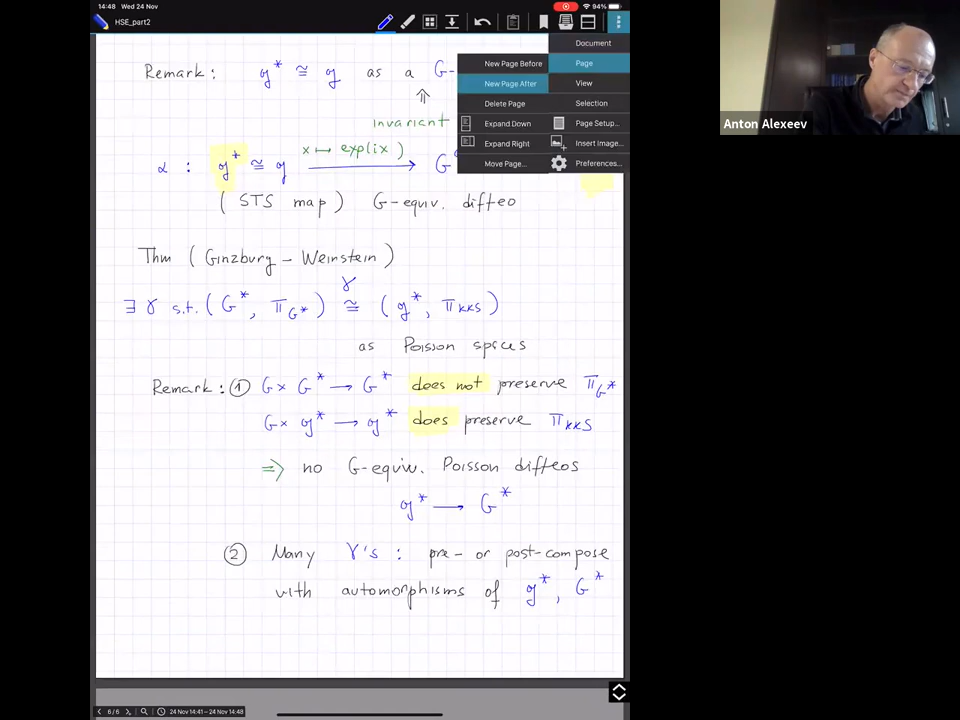 14:48 Wed 24 Nov
94%
HSE_part2
Document
Page
View
Selection
Page Setup...
Insert Image...
Preferences...
New Page Before
New Page After
Delete Page
Expand Down
Expand Right
Move Page...
Anton Alexeev
Remark: g* ≅ g as a G-
⇑
invariant
α : g* ≅ g x ↦ exp(ix) → G
(STS map) G-equiv. diffeo
Thm (Ginzburg – Weinstein)
∃ γ s.t. (G*, π_G*) ≅^γ (g*, π_KKS)
as Poisson spaces
Remark: ① G × G* → G* does not preserve π_G*
G × g* → g* does preserve π_KKS
⇒ no G-equiv. Poisson diffeos
g* → G*
② Many γ's : pre- or post-compose
with automorphisms of g*, G*
6/6
24 Nov 14:41 – 24 Nov 14:48